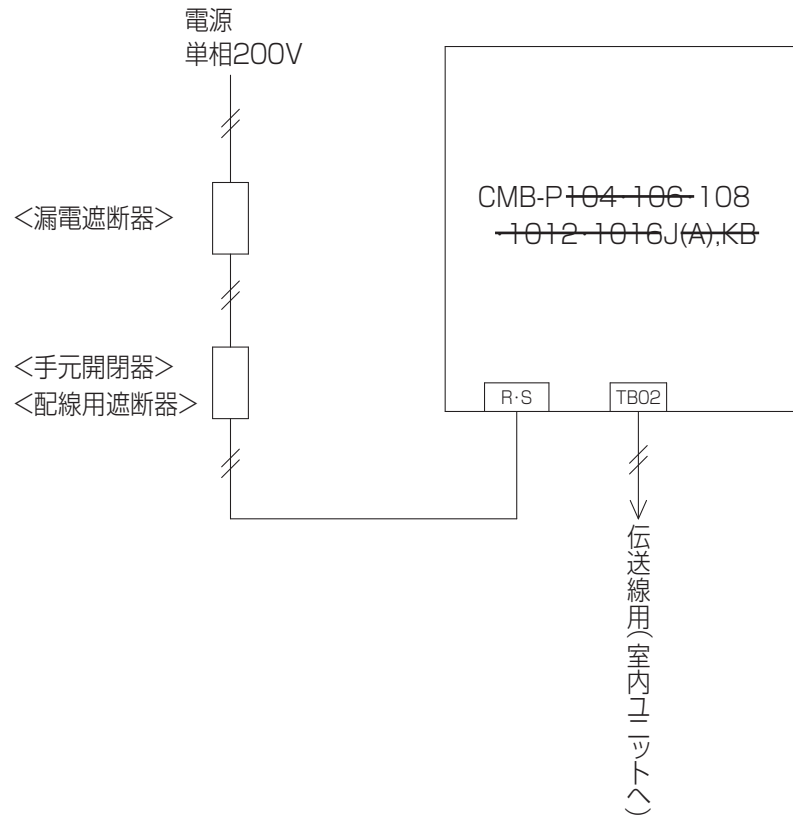 電源
単相200V
<漏電遮断器>
<手元開閉器>
<配線用遮断器>
CMB-P104·106·108
·1012·1016J(A),KB
R·S
TB02
伝送線用(室内ユニットへ)